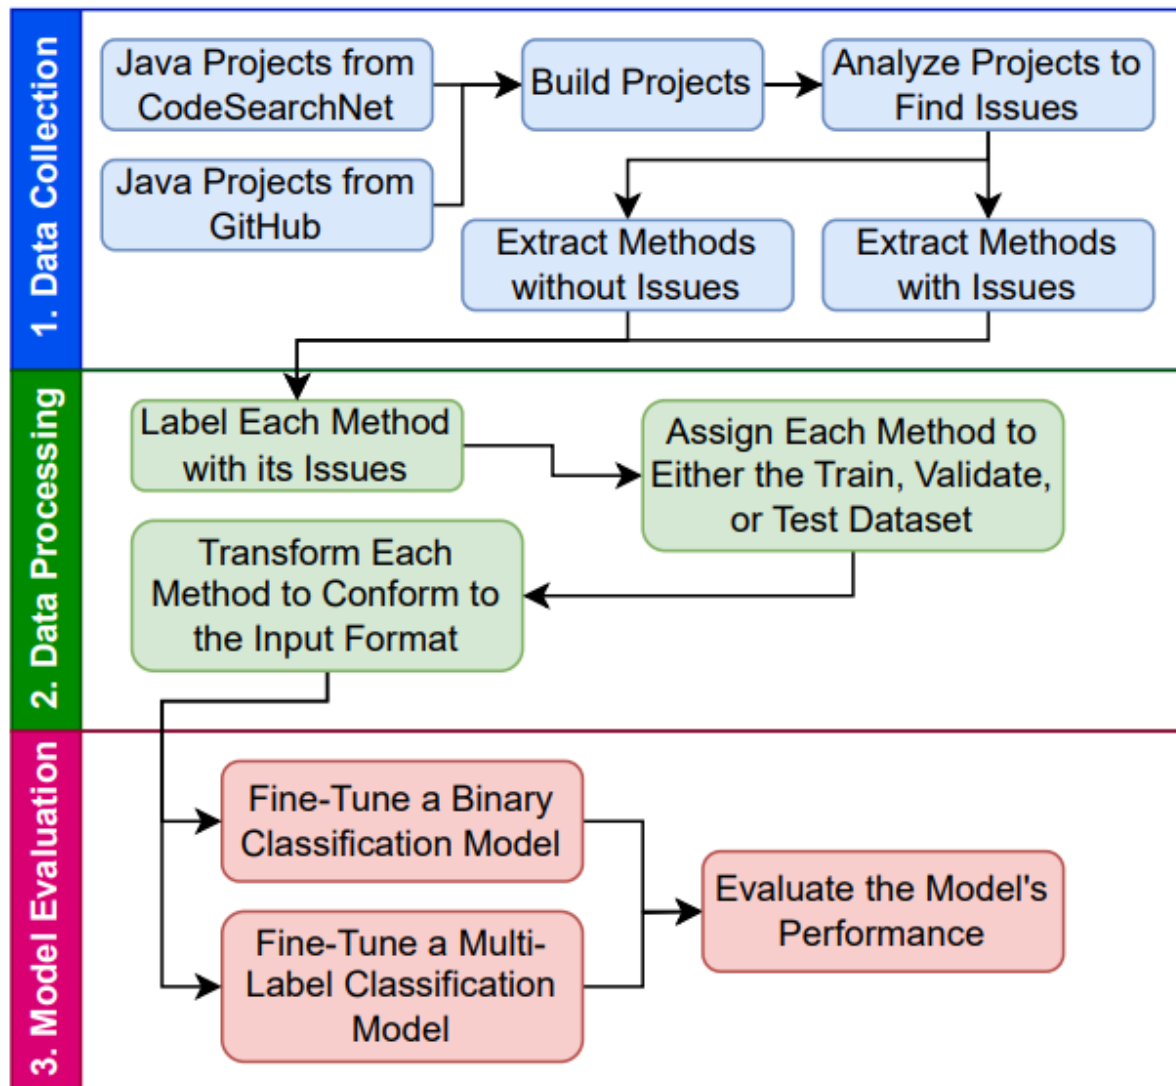 1. Data Collection
Java Projects from
CodeSearchNet
Build Projects
Analyze Projects to
Find Issues
Java Projects from
GitHub
Extract Methods
without Issues
Extract Methods
with Issues
2. Data Processing
Label Each Method
with its Issues
Assign Each Method to
Either the Train, Validate,
or Test Dataset
Transform Each
Method to Conform to
the Input Format
3. Model Evaluation
Fine-Tune a Binary
Classification Model
Fine-Tune a Multi-
Label Classification
Model
Evaluate the Model's
Performance